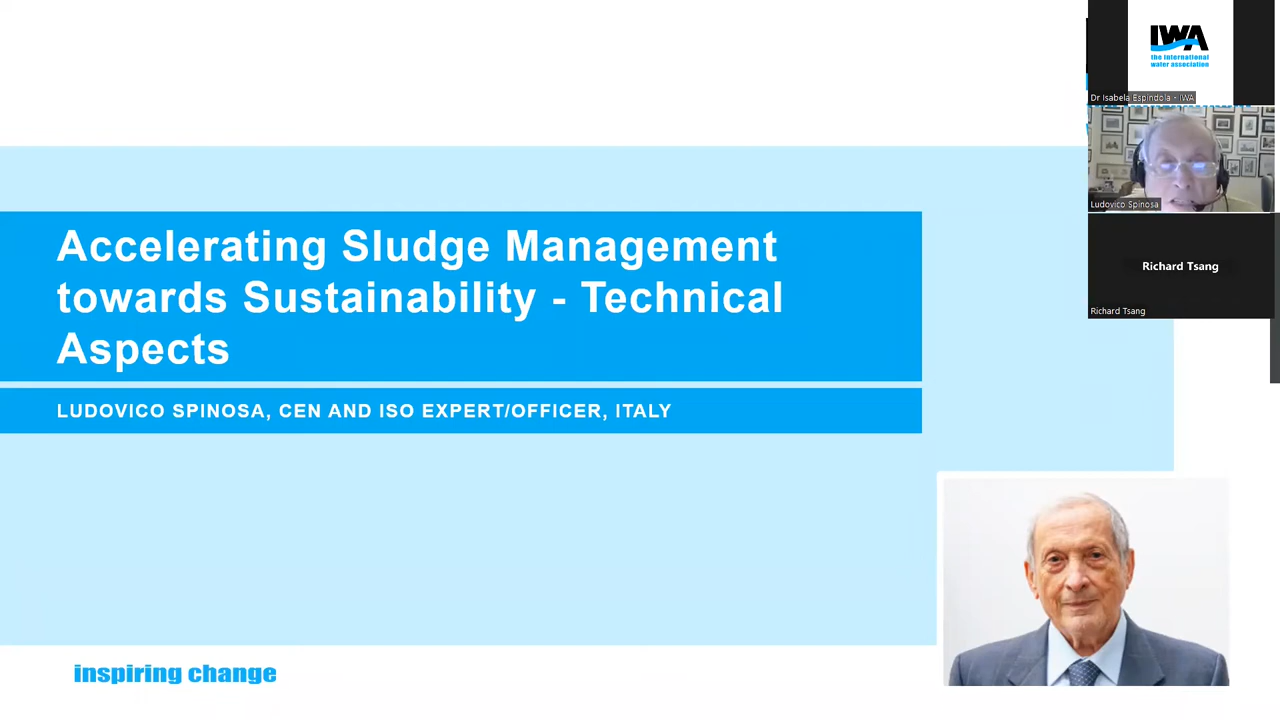 Accelerating Sludge Management
towards Sustainability - Technical
Aspects
LUDOVICO SPINOSA, CEN AND ISO EXPERT/OFFICER, ITALY
inspiring change
IWA
the international
water association
Dr Isabela Espindola - IWA
Ludovico Spinosa
Richard Tsang
Richard Tsang